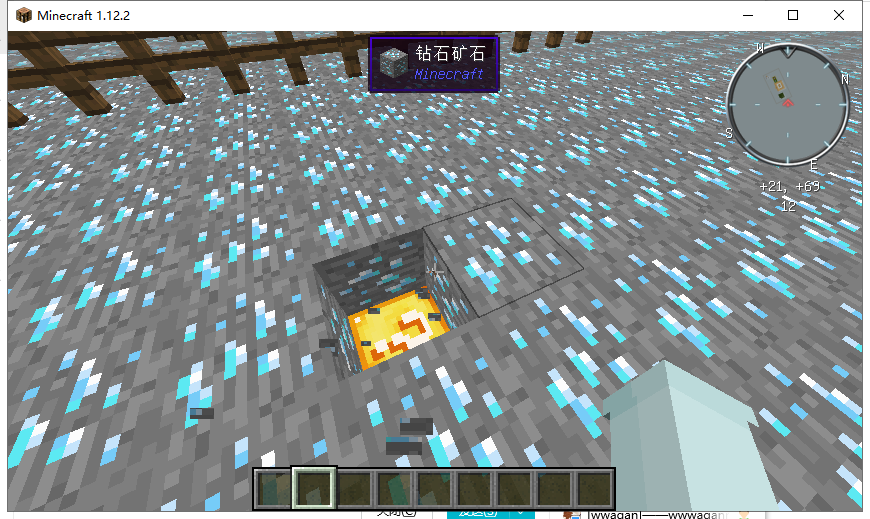 Minecraft 1.12.2
钻石矿石
Minecraft
W
N
S
E
+21, +69
12